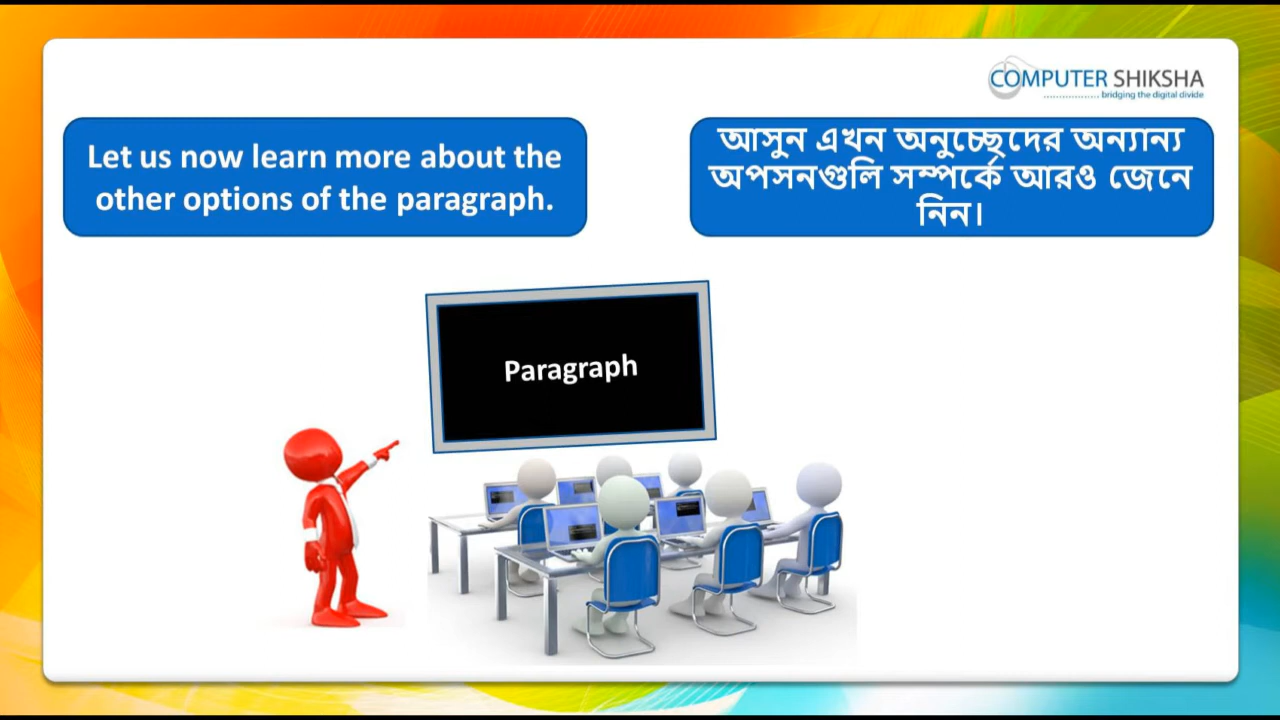 COMPUTER SHIKSHA
bridging the digital divide
Let us now learn more about the
other options of the paragraph.
আসুন এখন অনুচ্ছেদের অন্যান্য
অপসনগুলি সম্পর্কে আরও জেনে
নিন।
Paragraph